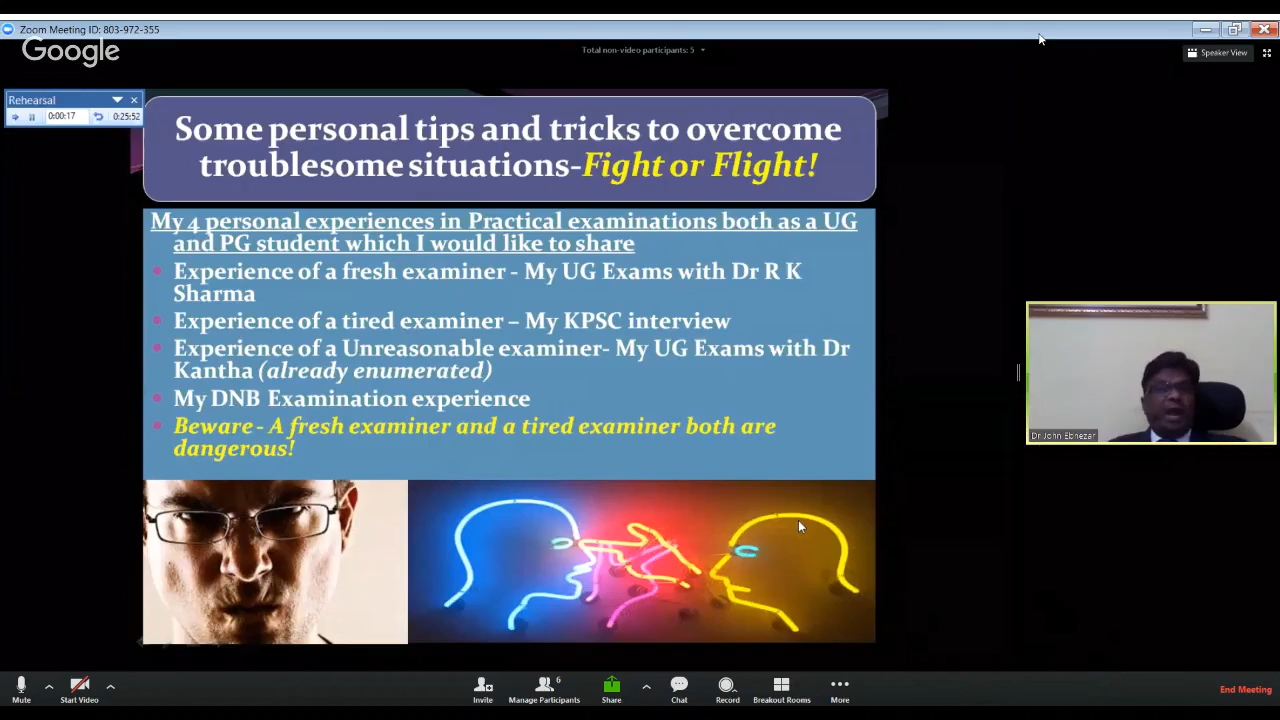 Zoom Meeting ID: 803-972-355
Google
Total non-video participants: 5
Speaker View
Rehearsal
0:00:17
0:25:52
Some personal tips and tricks to overcome
troublesome situations-Fight or Flight!
My 4 personal experiences in Practical examinations both as a UG
and PG student which I would like to share
Experience of a fresh examiner - My UG Exams with Dr R K
Sharma
Experience of a tired examiner – My KPSC interview
Experience of a Unreasonable examiner- My UG Exams with Dr
Kantha (already enumerated)
My DNB Examination experience
Beware - A fresh examiner and a tired examiner both are
dangerous!
Dr John Ebnezar
Mute
Start Video
Invite
6
Manage Participants
Share
Chat
Record
Breakout Rooms
More
End Meeting